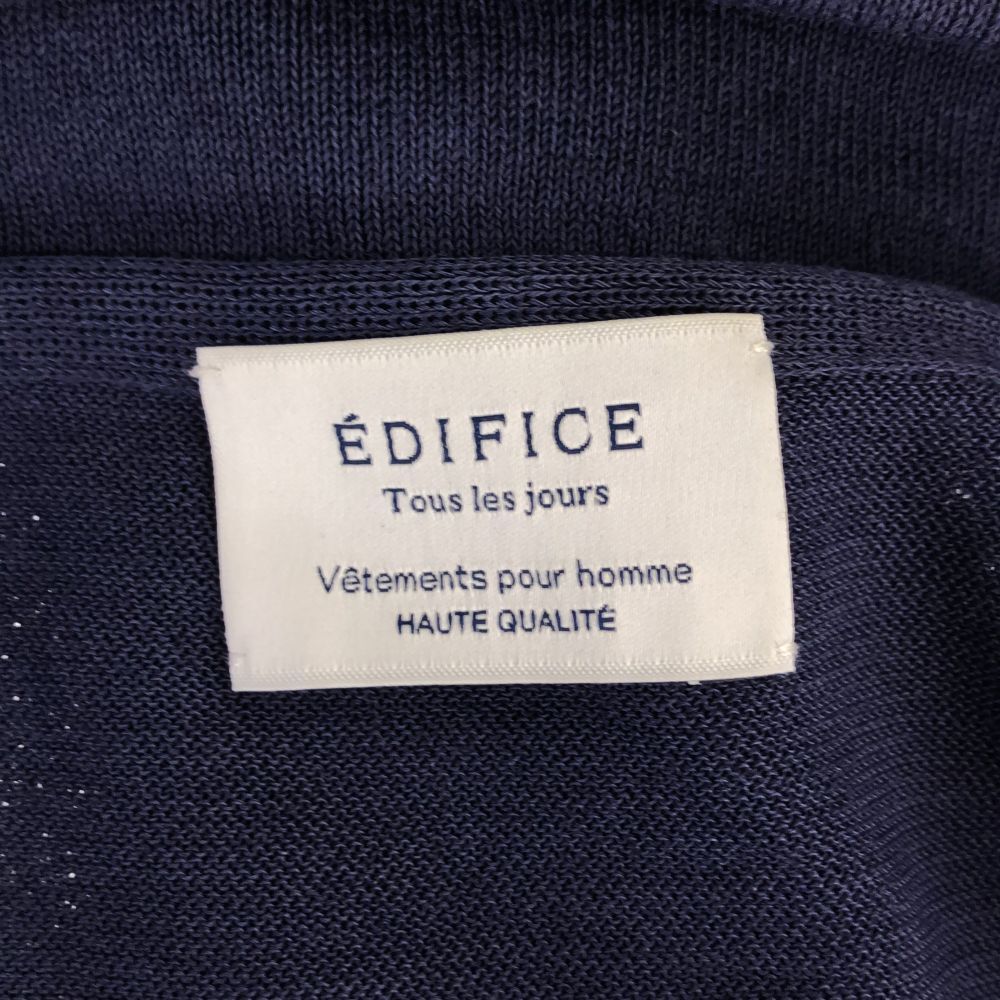 ÉDIFICE
Tous les jours
Vêtements pour homme
HAUTE QUALITÉ